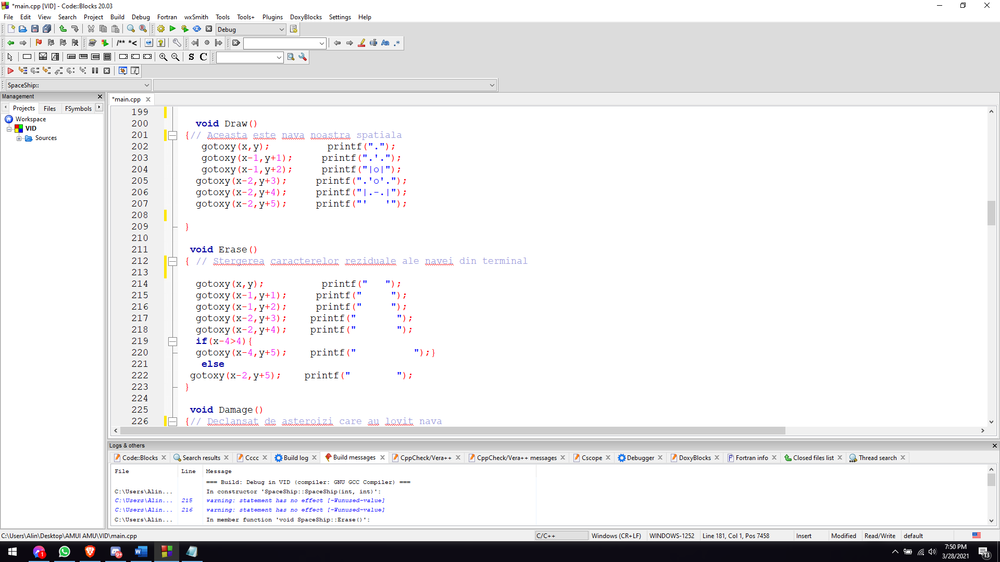 *main.cpp [VID] - Code::Blocks 20.03
File Edit View Search Project Build Debug Fortran wxSmith Tools Tools+ Plugins DoxyBlocks Settings Help
Debug
/** *<
S C
SpaceShip::
Management
Projects Files FSymbols
Workspace
VID
Sources
*main.cpp
199
200 void Draw()
201 {// Aceasta este nava noastra spatiala
202 gotoxy(x,y); printf(".");
203 gotoxy(x-1,y+1); printf(".'.");
204 gotoxy(x-1,y+2); printf("|o|");
205 gotoxy(x-2,y+3); printf(".'o'.");
206 gotoxy(x-2,y+4); printf("|.-.|");
207 gotoxy(x-2,y+5); printf("'   '");
208
209 }
210
211 void Erase()
212 { // Stergerea caracterelor reziduale ale navei din terminal
213
214 gotoxy(x,y); printf("   ");
215 gotoxy(x-1,y+1); printf("     ");
216 gotoxy(x-1,y+2); printf("     ");
217 gotoxy(x-2,y+3); printf("       ");
218 gotoxy(x-2,y+4); printf("       ");
219 if(x-4>4){
220 gotoxy(x-4,y+5); printf("          ");}
221 else
222 gotoxy(x-2,y+5); printf("        ");
223 }
224
225 void Damage()
226 {// Declansat de asteroizi care au lovit nava
Logs & others
Code::Blocks Search results Cccc Build log Build messages CppCheck/Vera++ CppCheck/Vera++ messages Cscope Debugger DoxyBlocks Fortran info Closed files list Thread search
File Line Message
=== Build: Debug in VID (compiler: GNU GCC Compiler) ===
C:\Users\Alin... In constructor 'SpaceShip::SpaceShip(int, int)':
C:\Users\Alin... 215 warning: statement has no effect [-Wunused-value]
C:\Users\Alin... 216 warning: statement has no effect [-Wunused-value]
C:\Users\Alin... In member function 'void SpaceShip::Erase()':
C:\Users\Alin\Desktop\AMUI AMU\VID\main.cpp C/C++ Windows (CR+LF) WINDOWS-1252 Line 181, Col 1, Pos 7458 Insert Modified Read/Write default
7:50 PM
3/28/2021
1
9+
13